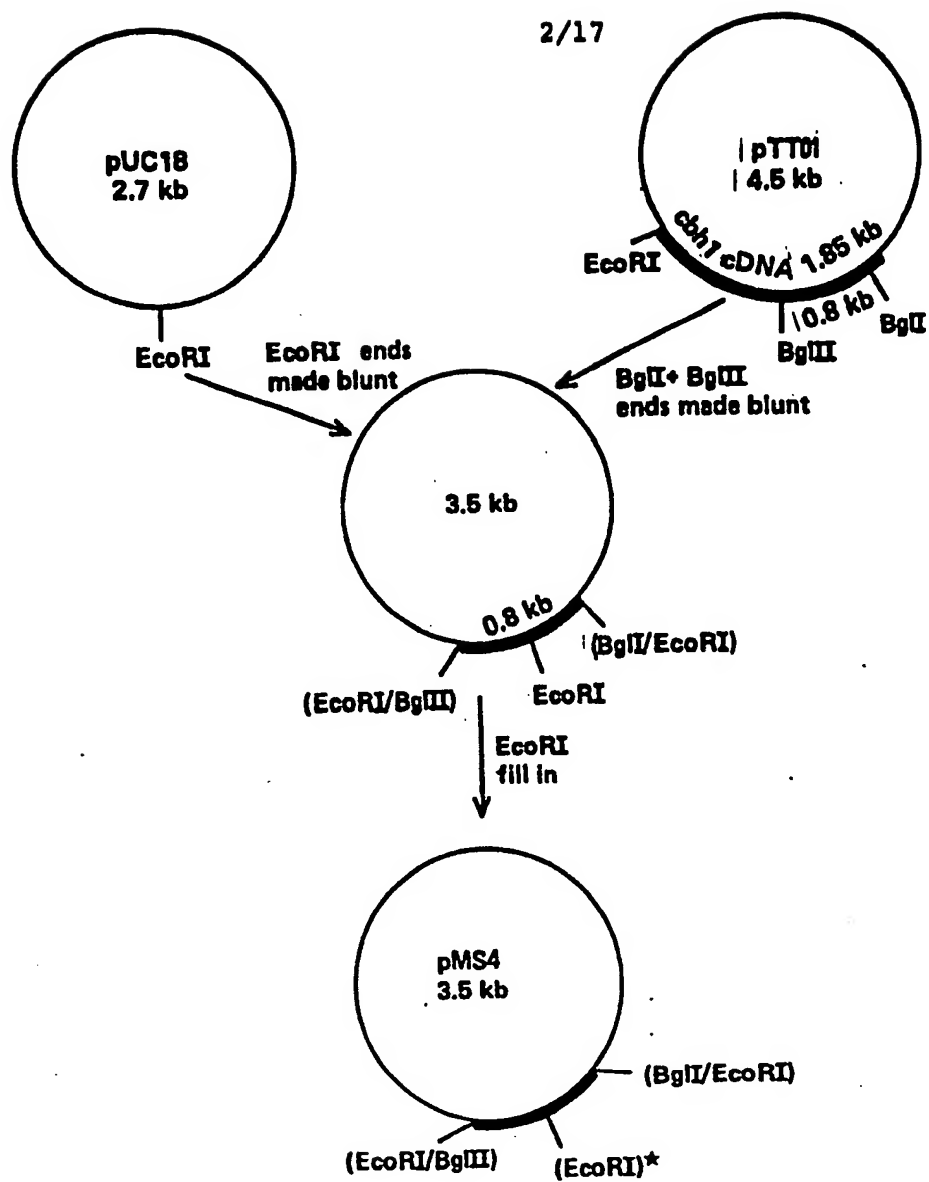 2/17
pUC18
2.7 kb
EcoRI
pTT01
4.5 kb
cbh1 cDNA 1.85 kb
EcoRI
0.8 kb
BglII
BglI
EcoRI ends
made blunt
BglI+ BglII
ends made blunt
3.5 kb
0.8 kb
(EcoRI/BglII)
EcoRI
(BglI/EcoRI)
EcoRI
fill in
pMS4
3.5 kb
(BglI/EcoRI)
(EcoRI/BglII)
(EcoRI)*